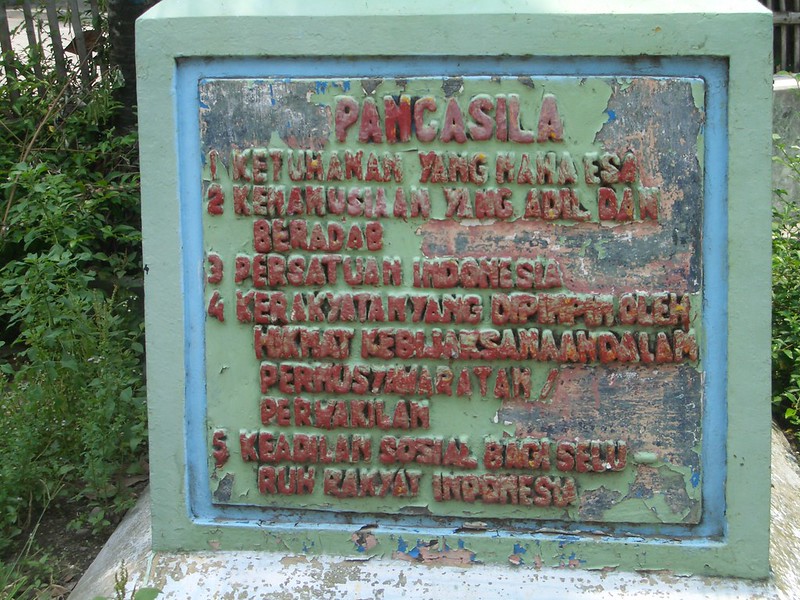 PANCASILA
1 KETUHANAN YANG MAHA ESA
2 KEMANUSIAAN YANG ADIL DAN
BERADAB
3 PERSATUAN INDONESIA
4 KERAKYATAN YANG DIPIMPIN OLEH
HIKMAT KEBIJAKSANAAN DALAM
PERMUSYAWARATAN /
PERWAKILAN
5 KEADILAN SOSIAL BAGI SELU
RUH RAKYAT INDONESIA